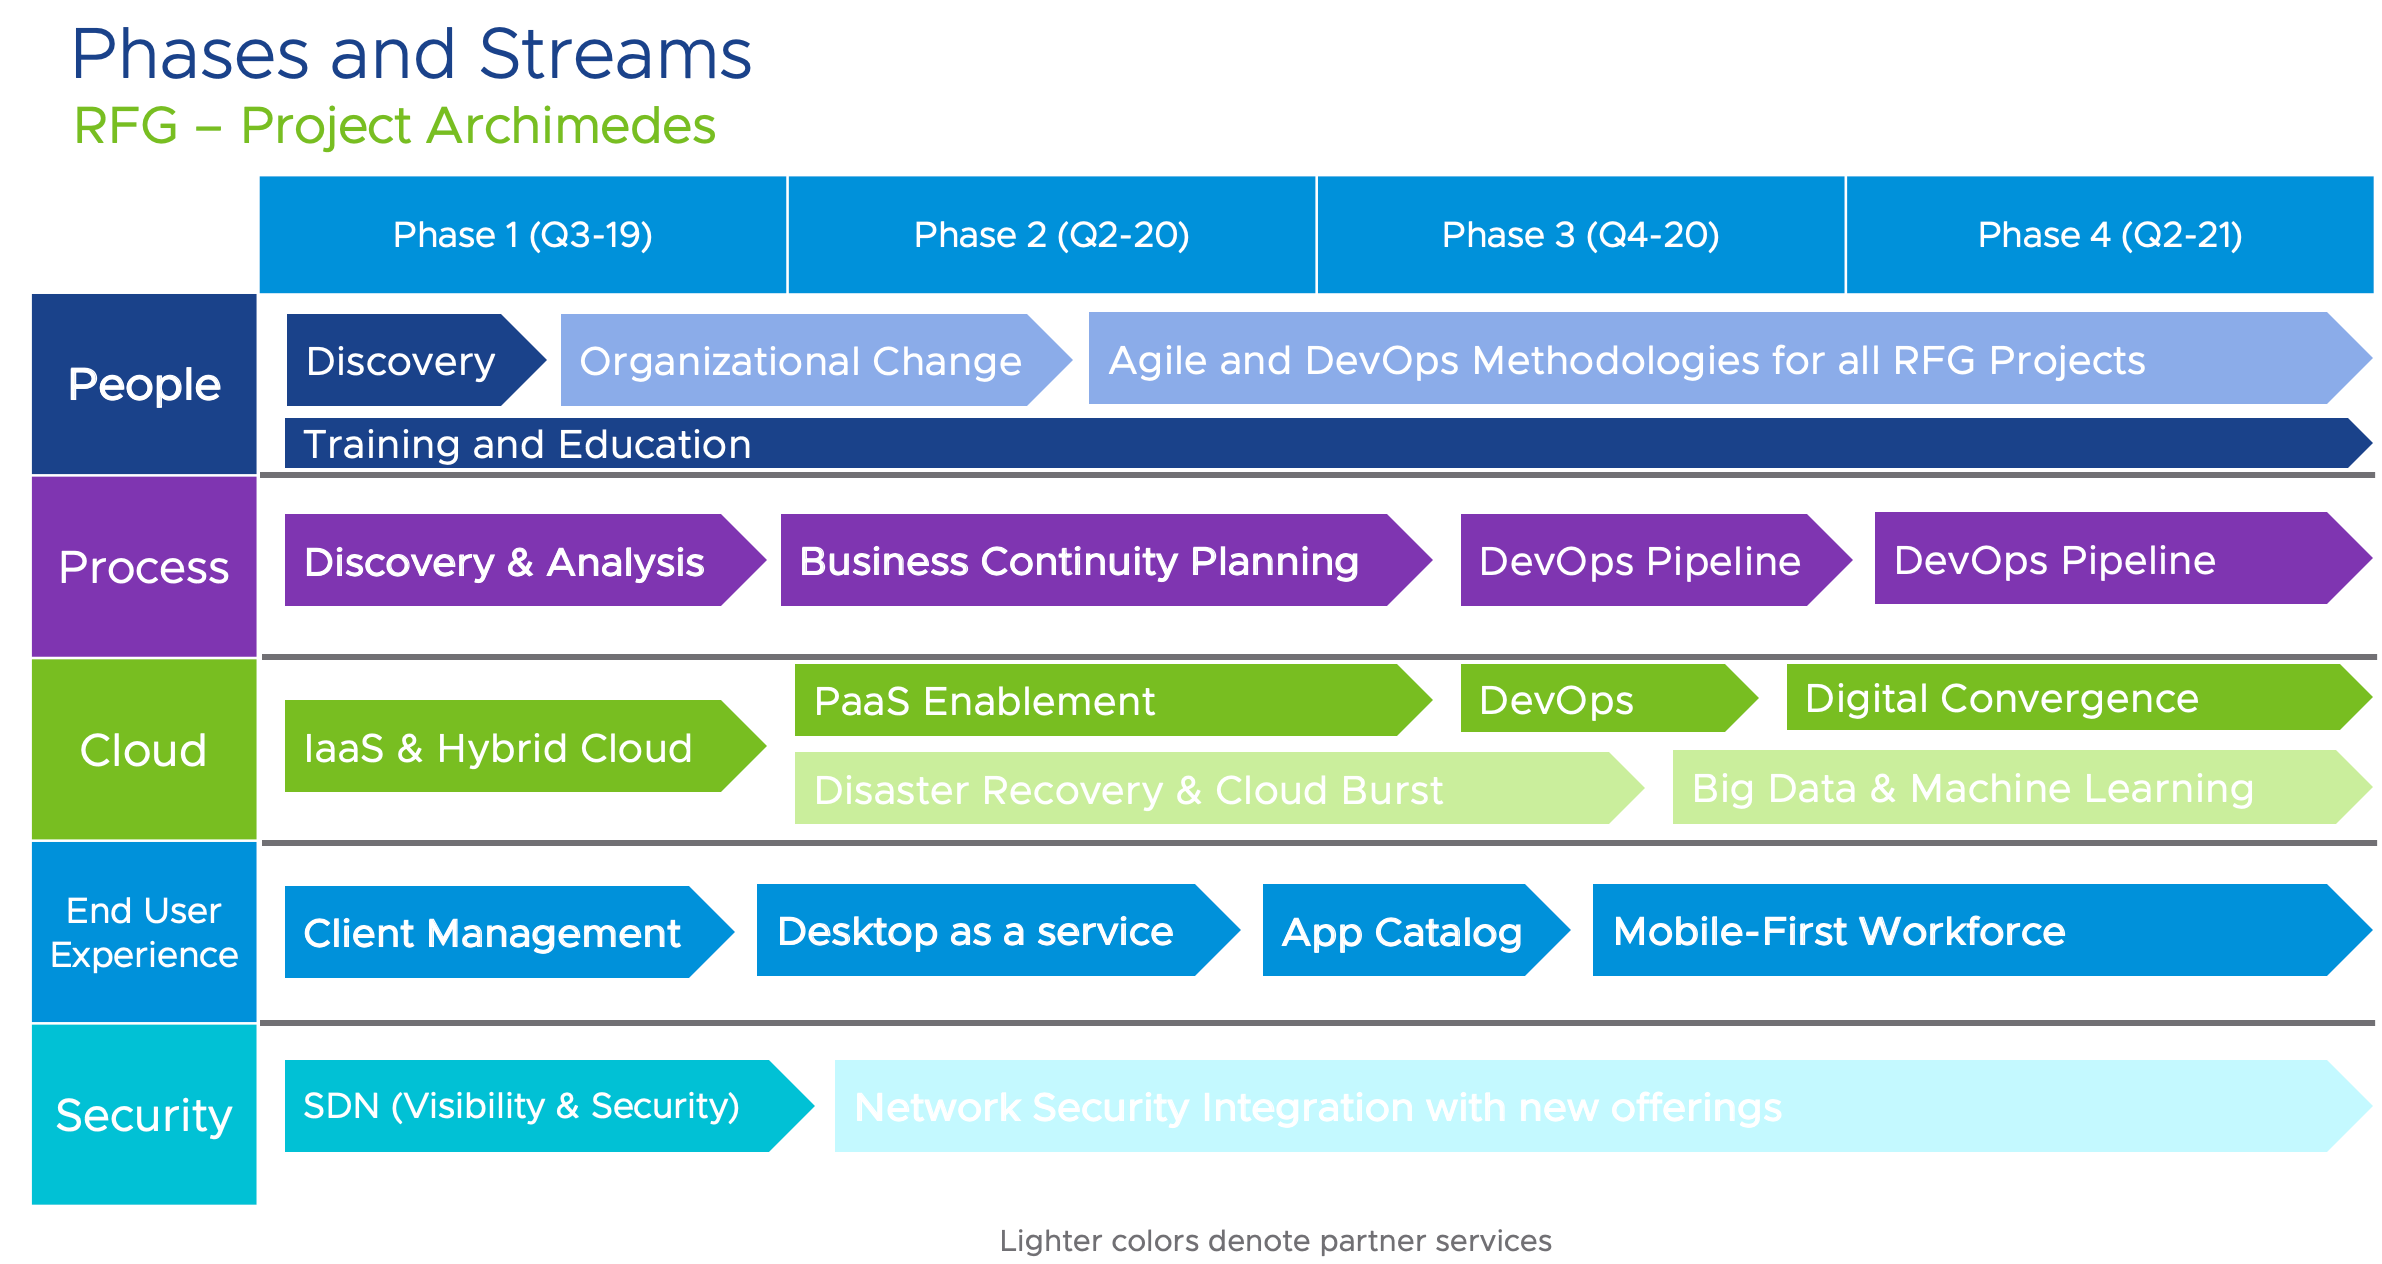 Phases and Streams
RFG – Project Archimedes
Phase 1 (Q3-19)
Phase 2 (Q2-20)
Phase 3 (Q4-20)
Phase 4 (Q2-21)
People
Discovery
Organizational Change
Agile and DevOps Methodologies for all RFG Projects
Training and Education
Process
Discovery & Analysis
Business Continuity Planning
DevOps Pipeline
DevOps Pipeline
Cloud
IaaS & Hybrid Cloud
PaaS Enablement
DevOps
Digital Convergence
Disaster Recovery & Cloud Burst
Big Data & Machine Learning
End User
Experience
Client Management
Desktop as a service
App Catalog
Mobile-First Workforce
Security
SDN (Visibility & Security)
Network Security Integration with new offerings
Lighter colors denote partner services